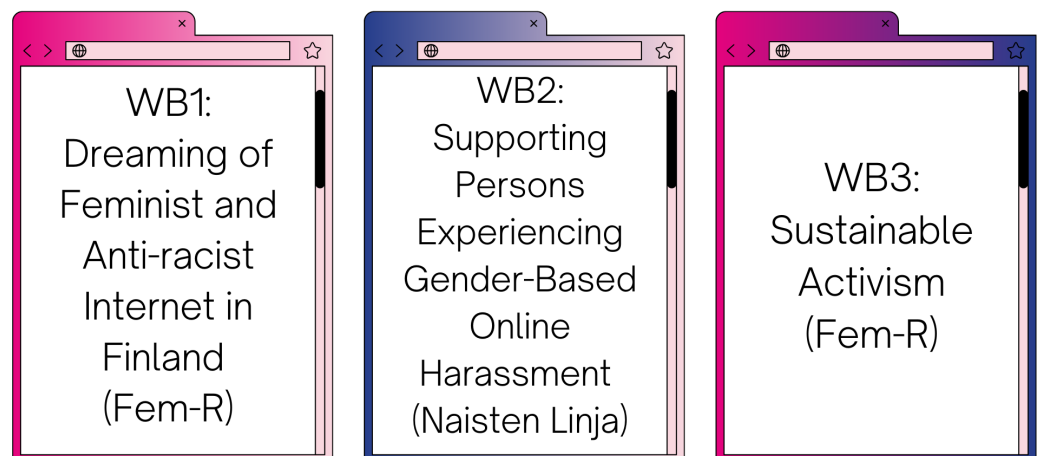 WB1:
Dreaming of
Feminist and
Anti-racist
Internet in
Finland
(Fem-R)
WB2:
Supporting
Persons
Experiencing
Gender-Based
Online
Harassment
(Naisten Linja)
WB3:
Sustainable
Activism
(Fem-R)